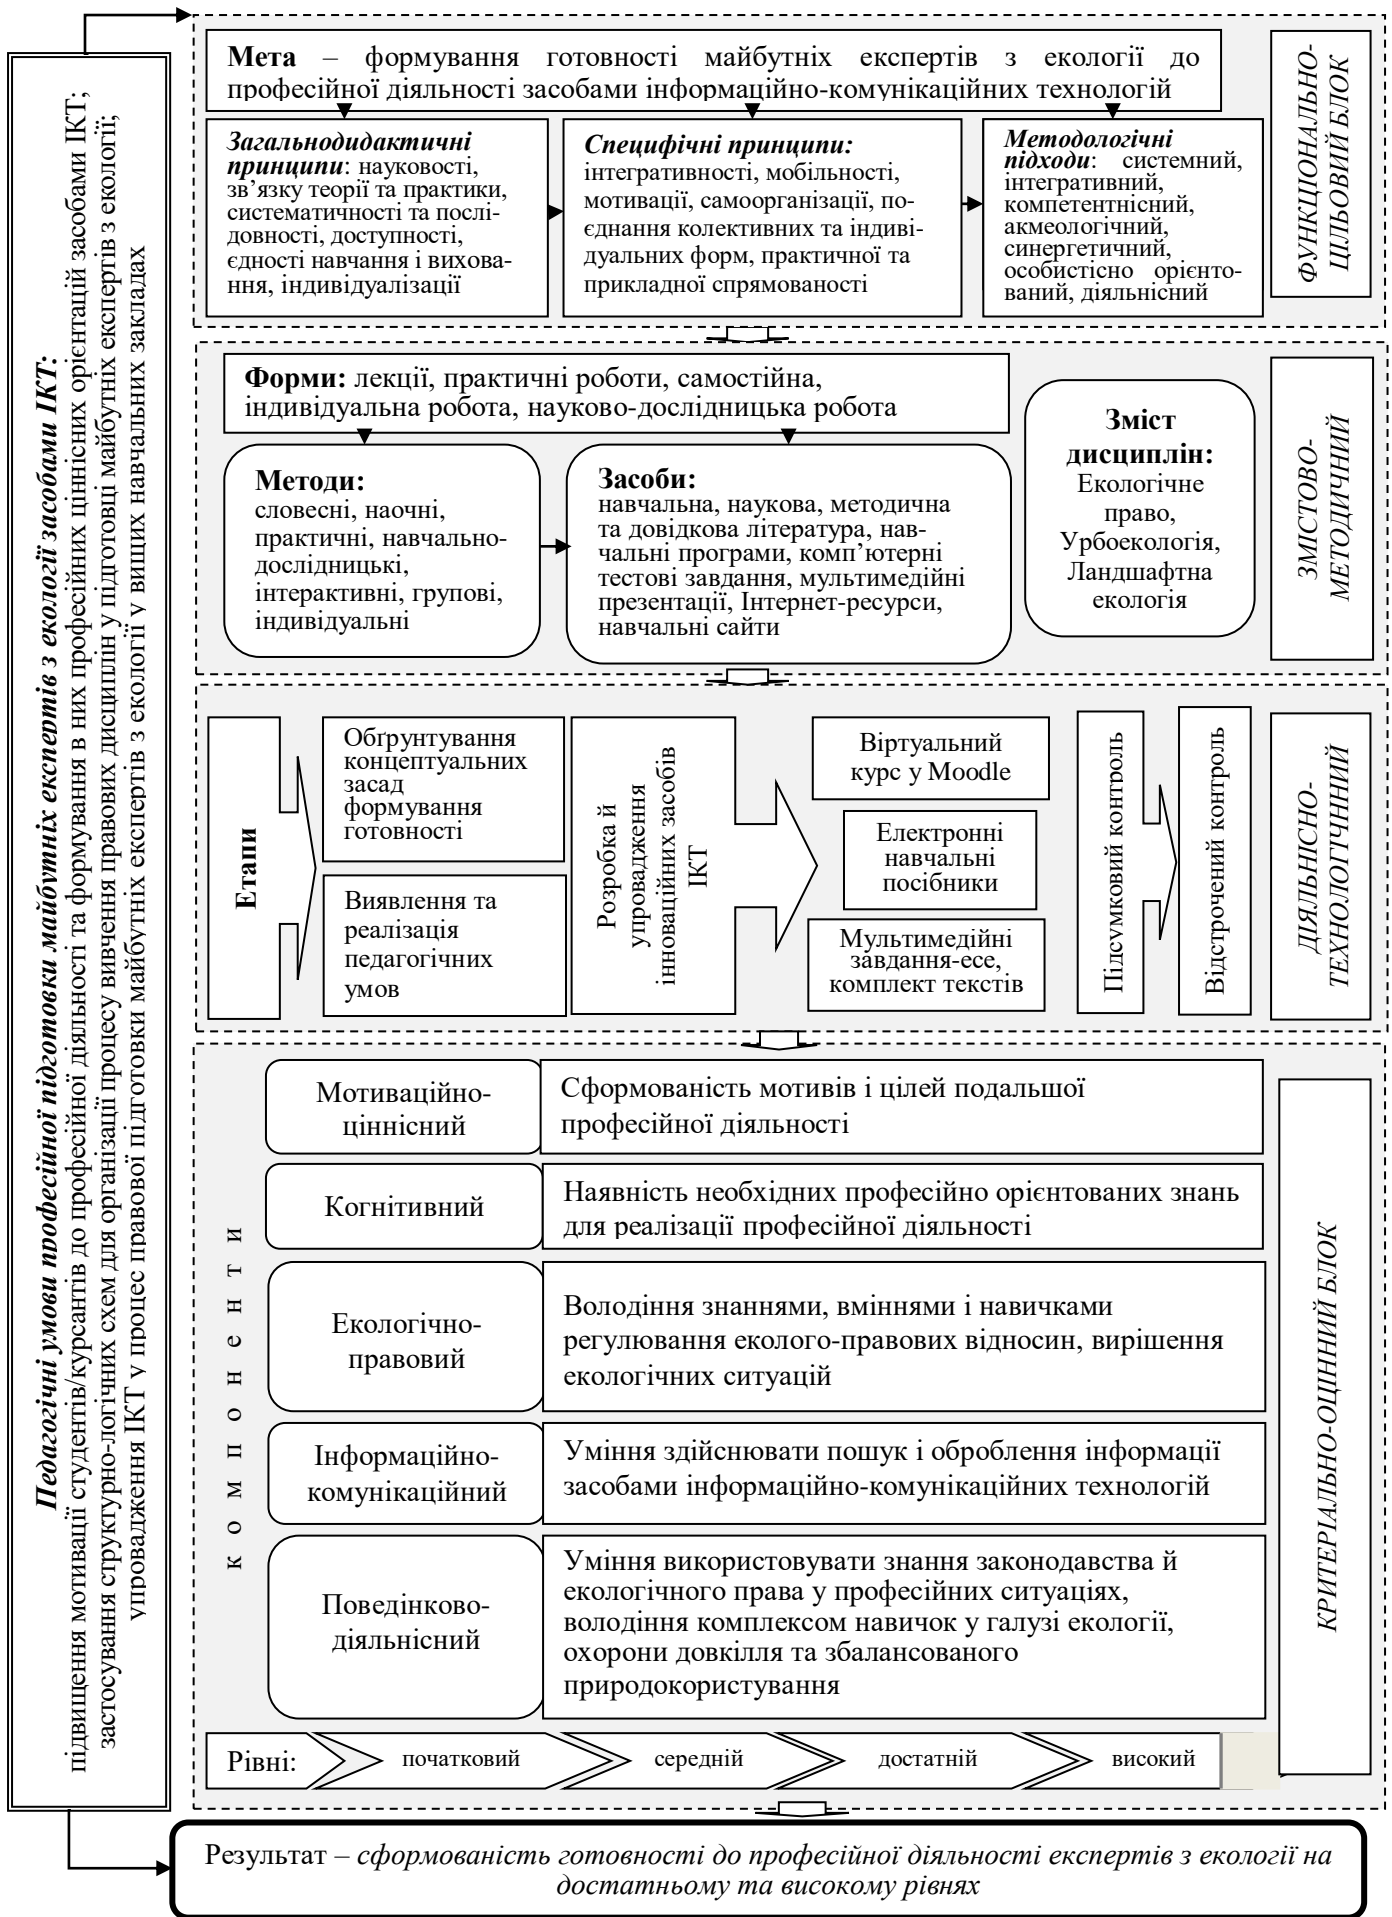 Педагогічні умови професійної підготовки майбутніх експертів з екології засобами ІКТ:
підвищення мотивації студентів/курсантів до професійної діяльності та формування в них професійних ціннісних орієнтацій засобами ІКТ;
застосування структурно-логічних схем для організації процесу вивчення правових дисциплін у підготовці майбутніх експертів з екології;
упровадження ІКТ у процес правової підготовки майбутніх експертів з екології у вищих навчальних закладах
Мета – формування готовності майбутніх експертів з екології до
професійної діяльності засобами інформаційно-комунікаційних технологій
Загальнодидактичні
принципи: науковості,
зв’язку теорії та практики,
систематичності та послі-
довності, доступності,
єдності навчання і вихова-
ння, індивідуалізації
Специфічні принципи:
інтегративності, мобільності,
мотивації, самоорганізації, по-
єднання колективних та індиві-
дуальних форм, практичної та
прикладної спрямованості
Методологічні
підходи: системний,
інтегративний,
компетентнісний,
акмеологічний,
синергетичний,
особистісно орієнто-
ваний, діяльнісний
ФУНКЦІОНАЛЬНО-
ЦІЛЬОВИЙ БЛОК
Форми: лекції, практичні роботи, самостійна,
індивідуальна робота, науково-дослідницька робота
Методи:
словесні, наочні,
практичні, навчально-
дослідницькі,
інтерактивні, групові,
індивідуальні
Засоби:
навчальна, наукова, методична
та довідкова література, нав-
чальні програми, комп’ютерні
тестові завдання, мультимедійні
презентації, Інтернет-ресурси,
навчальні сайти
Зміст
дисциплін:
Екологічне
право,
Урбоекологія,
Ландшафтна
екологія
ЗМІСТОВО-
МЕТОДИЧНИЙ
Етапи
Обґрунтування
концептуальних
засад
формування
готовності
Виявлення та
реалізація
педагогічних
умов
Розробка й
упровадження
інноваційних засобів
ІКТ
Віртуальний
курс у Moodle
Електронні
навчальні
посібники
Мультимедійні
завдання-есе,
комплект текстів
Підсумковий контроль
Відстрочений контроль
ДІЯЛЬНІСНО-
ТЕХНОЛОГІЧННИЙ
компоненти
Мотиваційно-
ціннісний
Сформованість мотивів і цілей подальшої
професійної діяльності
Когнітивний
Наявність необхідних професійно орієнтованих знань
для реалізації професійної діяльності
Екологічно-
правовий
Володіння знаннями, вміннями і навичками
регулювання еколого-правових відносин, вирішення
екологічних ситуацій
Інформаційно-
комунікаційний
Уміння здійснювати пошук і оброблення інформації
засобами інформаційно-комунікаційних технологій
Поведінково-
діяльнісний
Уміння використовувати знання законодавства й
екологічного права у професійних ситуаціях,
володіння комплексом навичок у галузі екології,
охорони довкілля та збалансованого
природокористування
КРИТЕРІАЛЬНО-ОЦІННИЙ БЛОК
Рівні: початковий середній достатній високий
Результат – сформованість готовності до професійної діяльності експертів з екології на
достатньому та високому рівнях